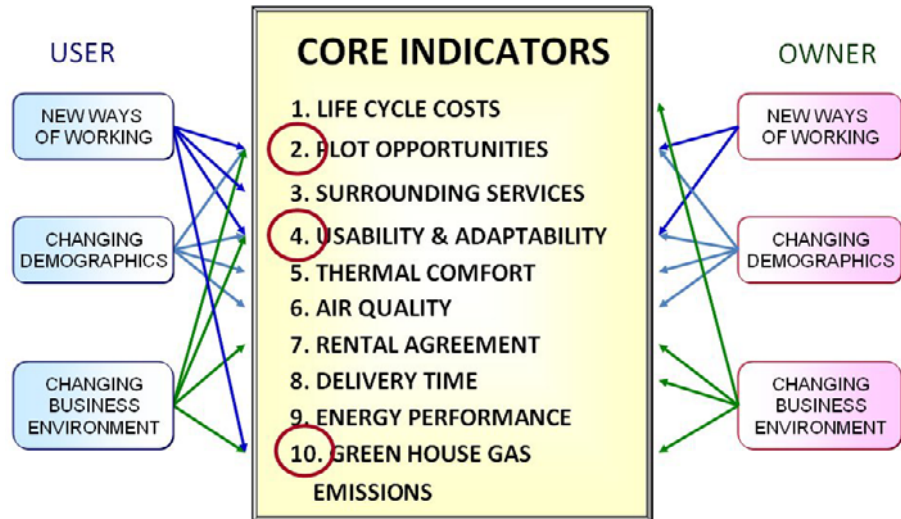 USER
NEW WAYS
OF WORKING
CHANGING
DEMOGRAPHICS
CHANGING
BUSINESS
ENVIRONMENT
CORE INDICATORS
1. LIFE CYCLE COSTS
2. PLOT OPPORTUNITIES
3. SURROUNDING SERVICES
4. USABILITY & ADAPTABILITY
5. THERMAL COMFORT
6. AIR QUALITY
7. RENTAL AGREEMENT
8. DELIVERY TIME
9. ENERGY PERFORMANCE
10. GREEN HOUSE GAS
EMISSIONS
OWNER
NEW WAYS
OF WORKING
CHANGING
DEMOGRAPHICS
CHANGING
BUSINESS
ENVIRONMENT